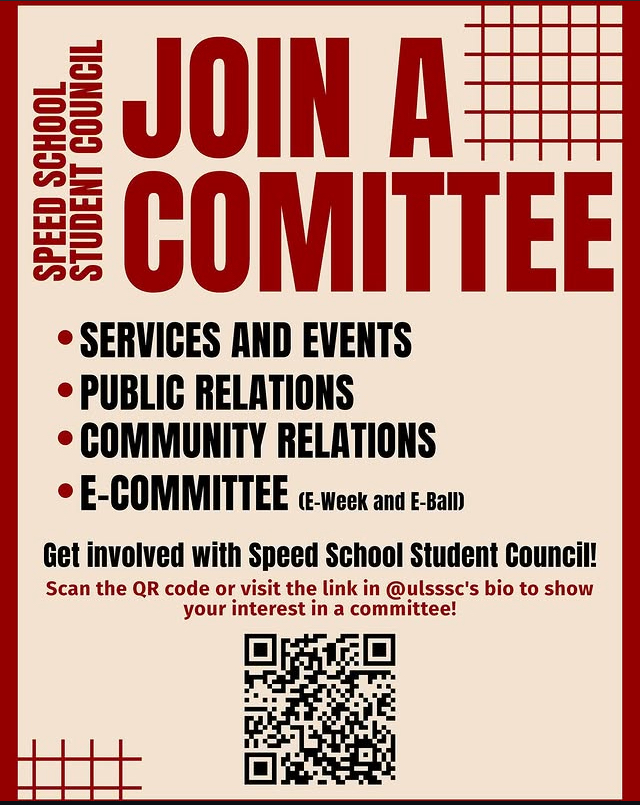 SPEED SCHOOL
STUDENT COUNCIL
JOIN A
COMITTEE
•SERVICES AND EVENTS
•PUBLIC RELATIONS
•COMMUNITY RELATIONS
•E-COMMITTEE (E-Week and E-Ball)
Get involved with Speed School Student Council!
Scan the QR code or visit the link in @ulsssc's bio to show
your interest in a committee!